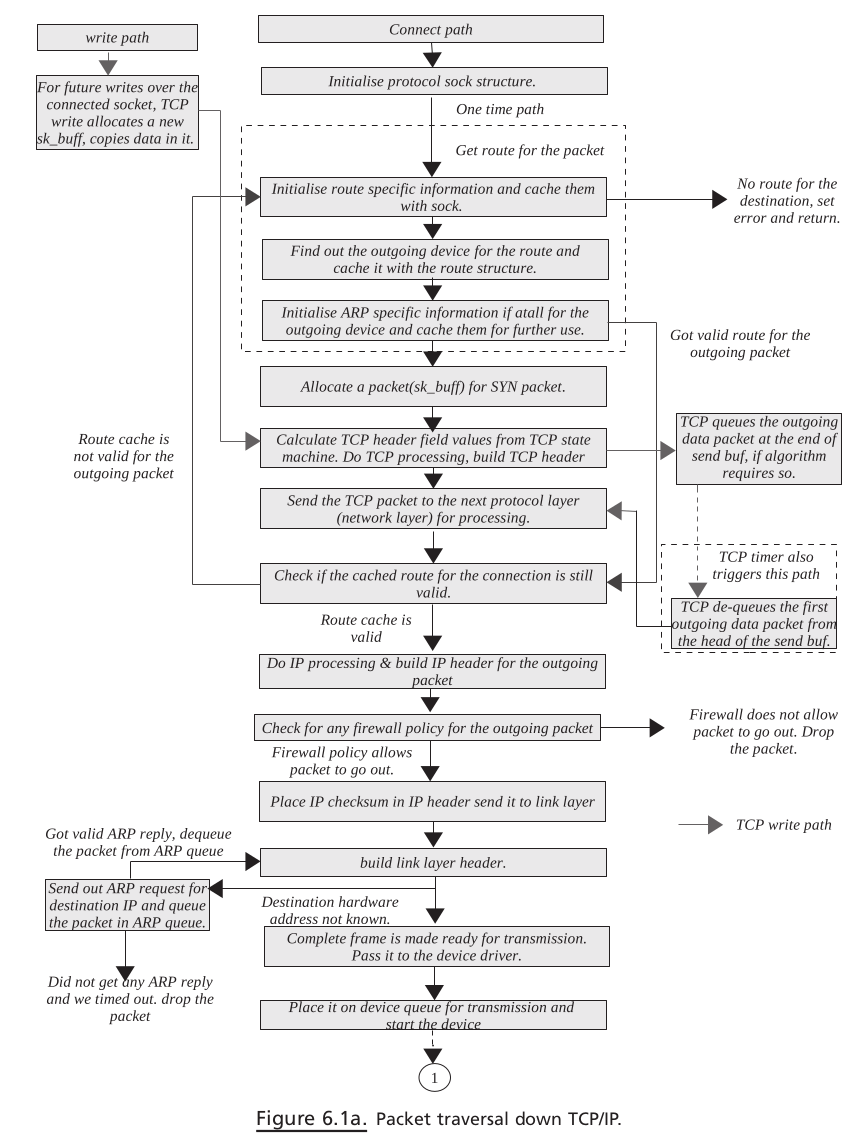 write path
Connect path
For future writes over the
connected socket, TCP
write allocates a new
sk_buff, copies data in it.
Initialise protocol sock structure.
One time path
Get route for the packet
Initialise route specific information and cache them
with sock.
No route for the
destination, set
error and return.
Find out the outgoing device for the route and
cache it with the route structure.
Initialise ARP specific information if atall for the
outgoing device and cache them for further use.
Got valid route for the
outgoing packet
Allocate a packet(sk_buff) for SYN packet.
Route cache is
not valid for the
outgoing packet
Calculate TCP header field values from TCP state
machine. Do TCP processing, build TCP header
TCP queues the outgoing
data packet at the end of
send buf, if algorithm
requires so.
Send the TCP packet to the next protocol layer
(network layer) for processing.
TCP timer also
triggers this path
Check if the cached route for the connection is still
valid.
TCP de-queues the first
outgoing data packet from
the head of the send buf.
Route cache is
valid
Do IP processing & build IP header for the outgoing
packet
Check for any firewall policy for the outgoing packet
Firewall does not allow
packet to go out. Drop
the packet.
Firewall policy allows
packet to go out.
Place IP checksum in IP header send it to link layer
TCP write path
Got valid ARP reply, dequeue
the packet from ARP queue
build link layer header.
Send out ARP request for
destination IP and queue
the packet in ARP queue.
Destination hardware
address not known.
Complete frame is made ready for transmission.
Pass it to the device driver.
Did not get any ARP reply
and we timed out. drop the
packet
Place it on device queue for transmission and
start the device
1
Figure 6.1a. Packet traversal down TCP/IP.